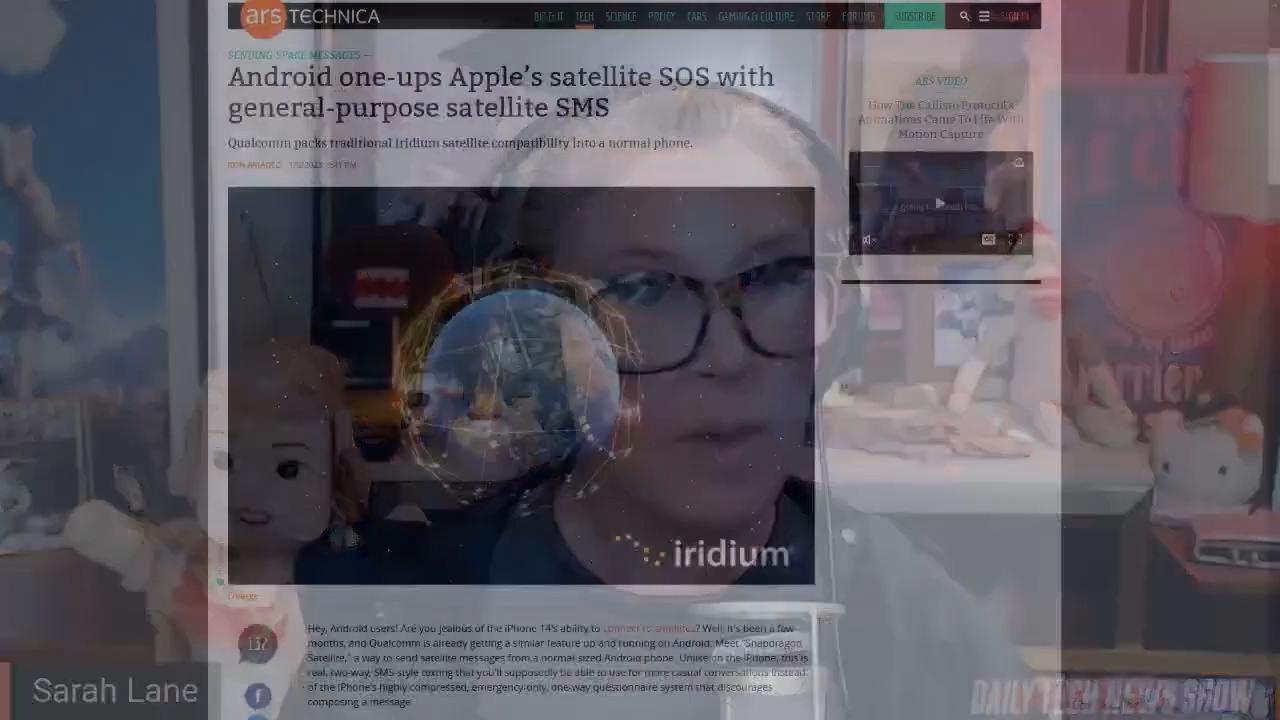 ars TECHNICA
BIZ & IT TECH SCIENCE POLICY CARS GAMING & CULTURE STORE FORUMS SUBSCRIBE SIGN IN
SENDING SPACE MESSAGES —
Android one-ups Apple's satellite SOS with
general-purpose satellite SMS
Qualcomm packs traditional Iridium satellite compatibility into a normal phone.
RON AMADEO
ARS VIDEO
How The Callisto Protocol's
Animations Came To Life With
Motion Capture
iridium
Enlarge
132
Hey, Android users! Are you jealous of the iPhone 14's ability to connect to satellites? Well, it's been a few
months, and Qualcomm is already getting a similar feature up and running on Android. Meet "Snapdragon
Satellite," a way to send satellite messages from a normal-sized Android phone. Unlike on the iPhone, this is
real, two-way, SMS-style texting that you'll supposedly be able to use for more casual conversations instead
of the iPhone's highly compressed, emergency-only, one-way questionnaire system that discourages
composing a message
Sarah Lane
DAILY TECH NEWS SHOW